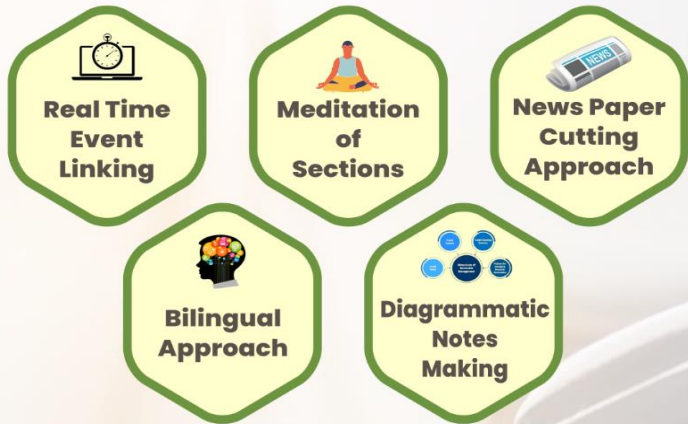 Real Time
Event
Linking
Meditation
of
Sections
NEWS
News Paper
Cutting
Approach
Bilingual
Approach
Diagrammatic
Notes
Making